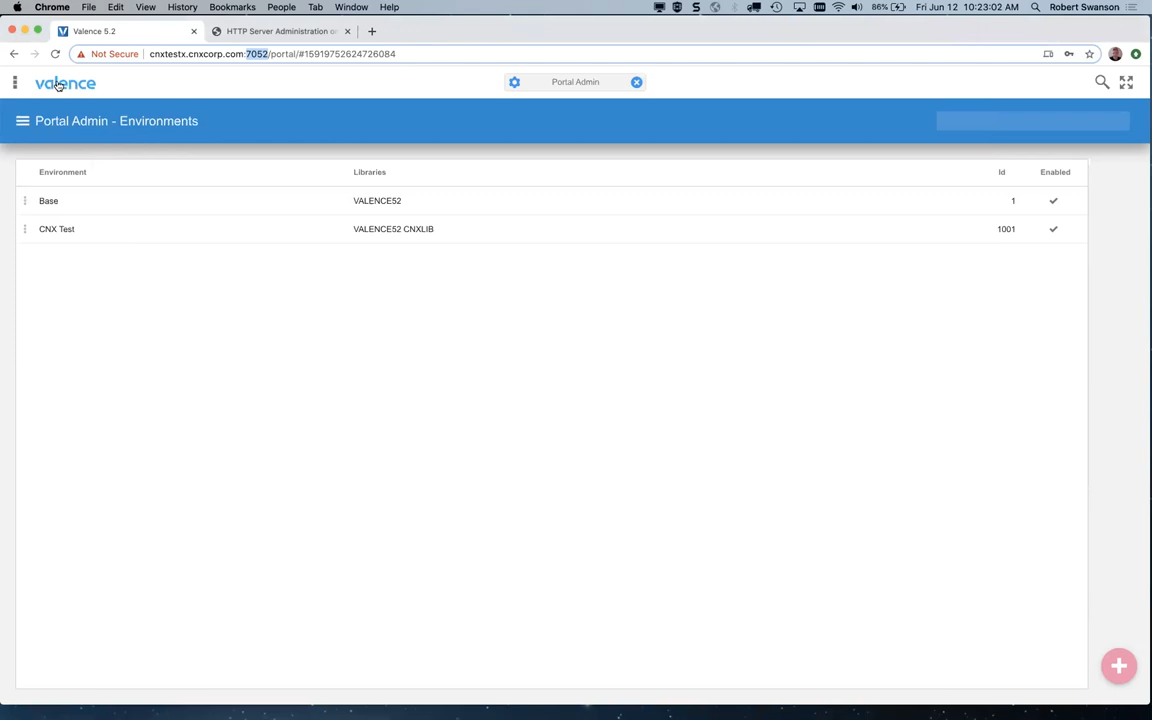 Chrome File Edit View History Bookmarks People Tab Window Help 86% Fri Jun 12 10:23:02 AM Robert Swanson
Valence 5.2 HTTP Server Administration o
Not Secure cnxtestx.cnxcorp.com:7052/portal/#15919752624726084
valence Portal Admin
Portal Admin - Environments
Environment Libraries Id Enabled
Base VALENCE52 1
CNX Test VALENCE52 CNXLIB 1001